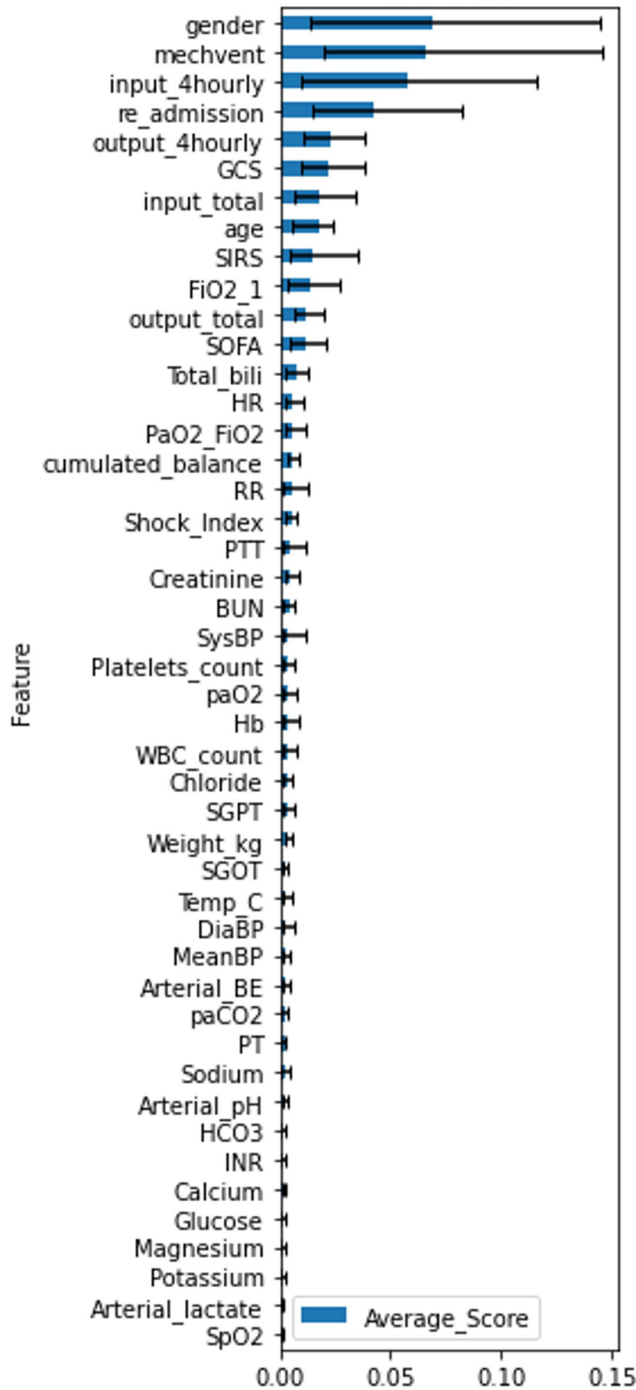 gender
mechvent
input_4hourly
re_admission
output_4hourly
GCS
input_total
age
SIRS
FiO2_1
output_total
SOFA
Total_bili
HR
PaO2_FiO2
cumulated_balance
RR
Shock_Index
PTT
Creatinine
BUN
SysBP
Platelets_count
paO2
Hb
WBC_count
Chloride
SGPT
Weight_kg
SGOT
Temp_C
DiaBP
MeanBP
Arterial_BE
paCO2
PT
Sodium
Arterial_pH
HCO3
INR
Calcium
Glucose
Magnesium
Potassium
Arterial_lactate
SpO2
Feature
Average_Score
0.00 0.05 0.10 0.15